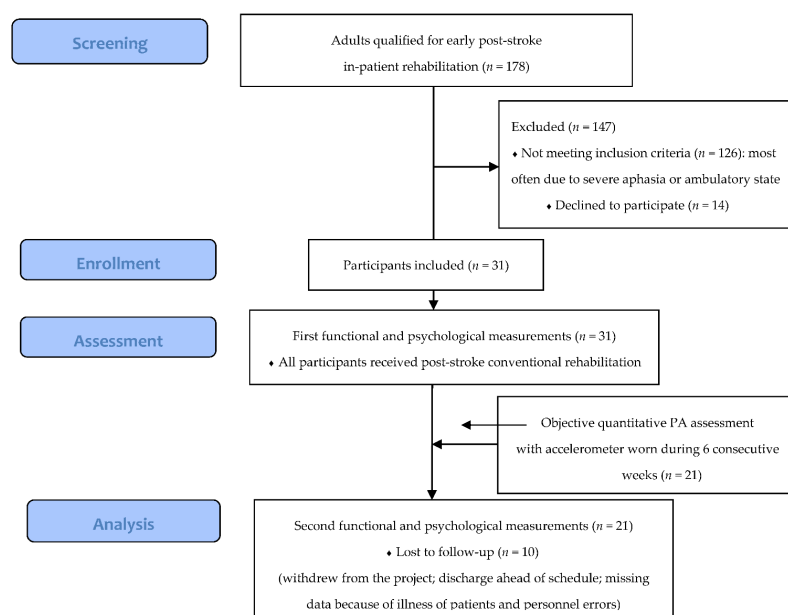 Screening
Adults qualified for early post-stroke
in-patient rehabilitation (n = 178)
Excluded (n = 147)
♦ Not meeting inclusion criteria (n = 126): most
often due to severe aphasia or ambulatory state
♦ Declined to participate (n = 14)
Enrollment
Participants included (n = 31)
Assessment
First functional and psychological measurements (n = 31)
♦ All participants received post-stroke conventional rehabilitation
Objective quantitative PA assessment
with accelerometer worn during 6 consecutive
weeks (n = 21)
Analysis
Second functional and psychological measurements (n = 21)
♦ Lost to follow-up (n = 10)
(withdrew from the project; discharge ahead of schedule; missing
data because of illness of patients and personnel errors)